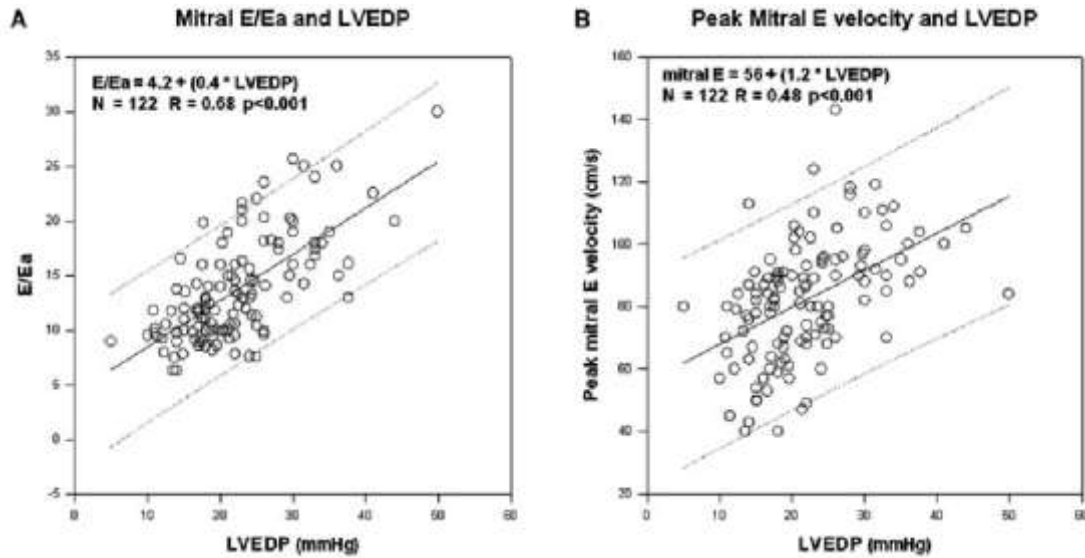 A
Mitral E/Ea and LVEDP
E/Ea = 4.2 + (0.4 * LVEDP)
N = 122 R = 0.68 p<0.001
35
30
25
20
15
10
5
0
-5
E/Ea
0 10 20 30 40 50 60
LVEDP (mmHg)
B
Peak Mitral E velocity and LVEDP
mitral E = 56 + (1.2 * LVEDP)
N = 122 R = 0.48 p<0.001
160
140
120
100
80
60
40
20
Peak mitral E velocity (cm/s)
0 10 20 30 40 50 60
LVEDP (mmHg)